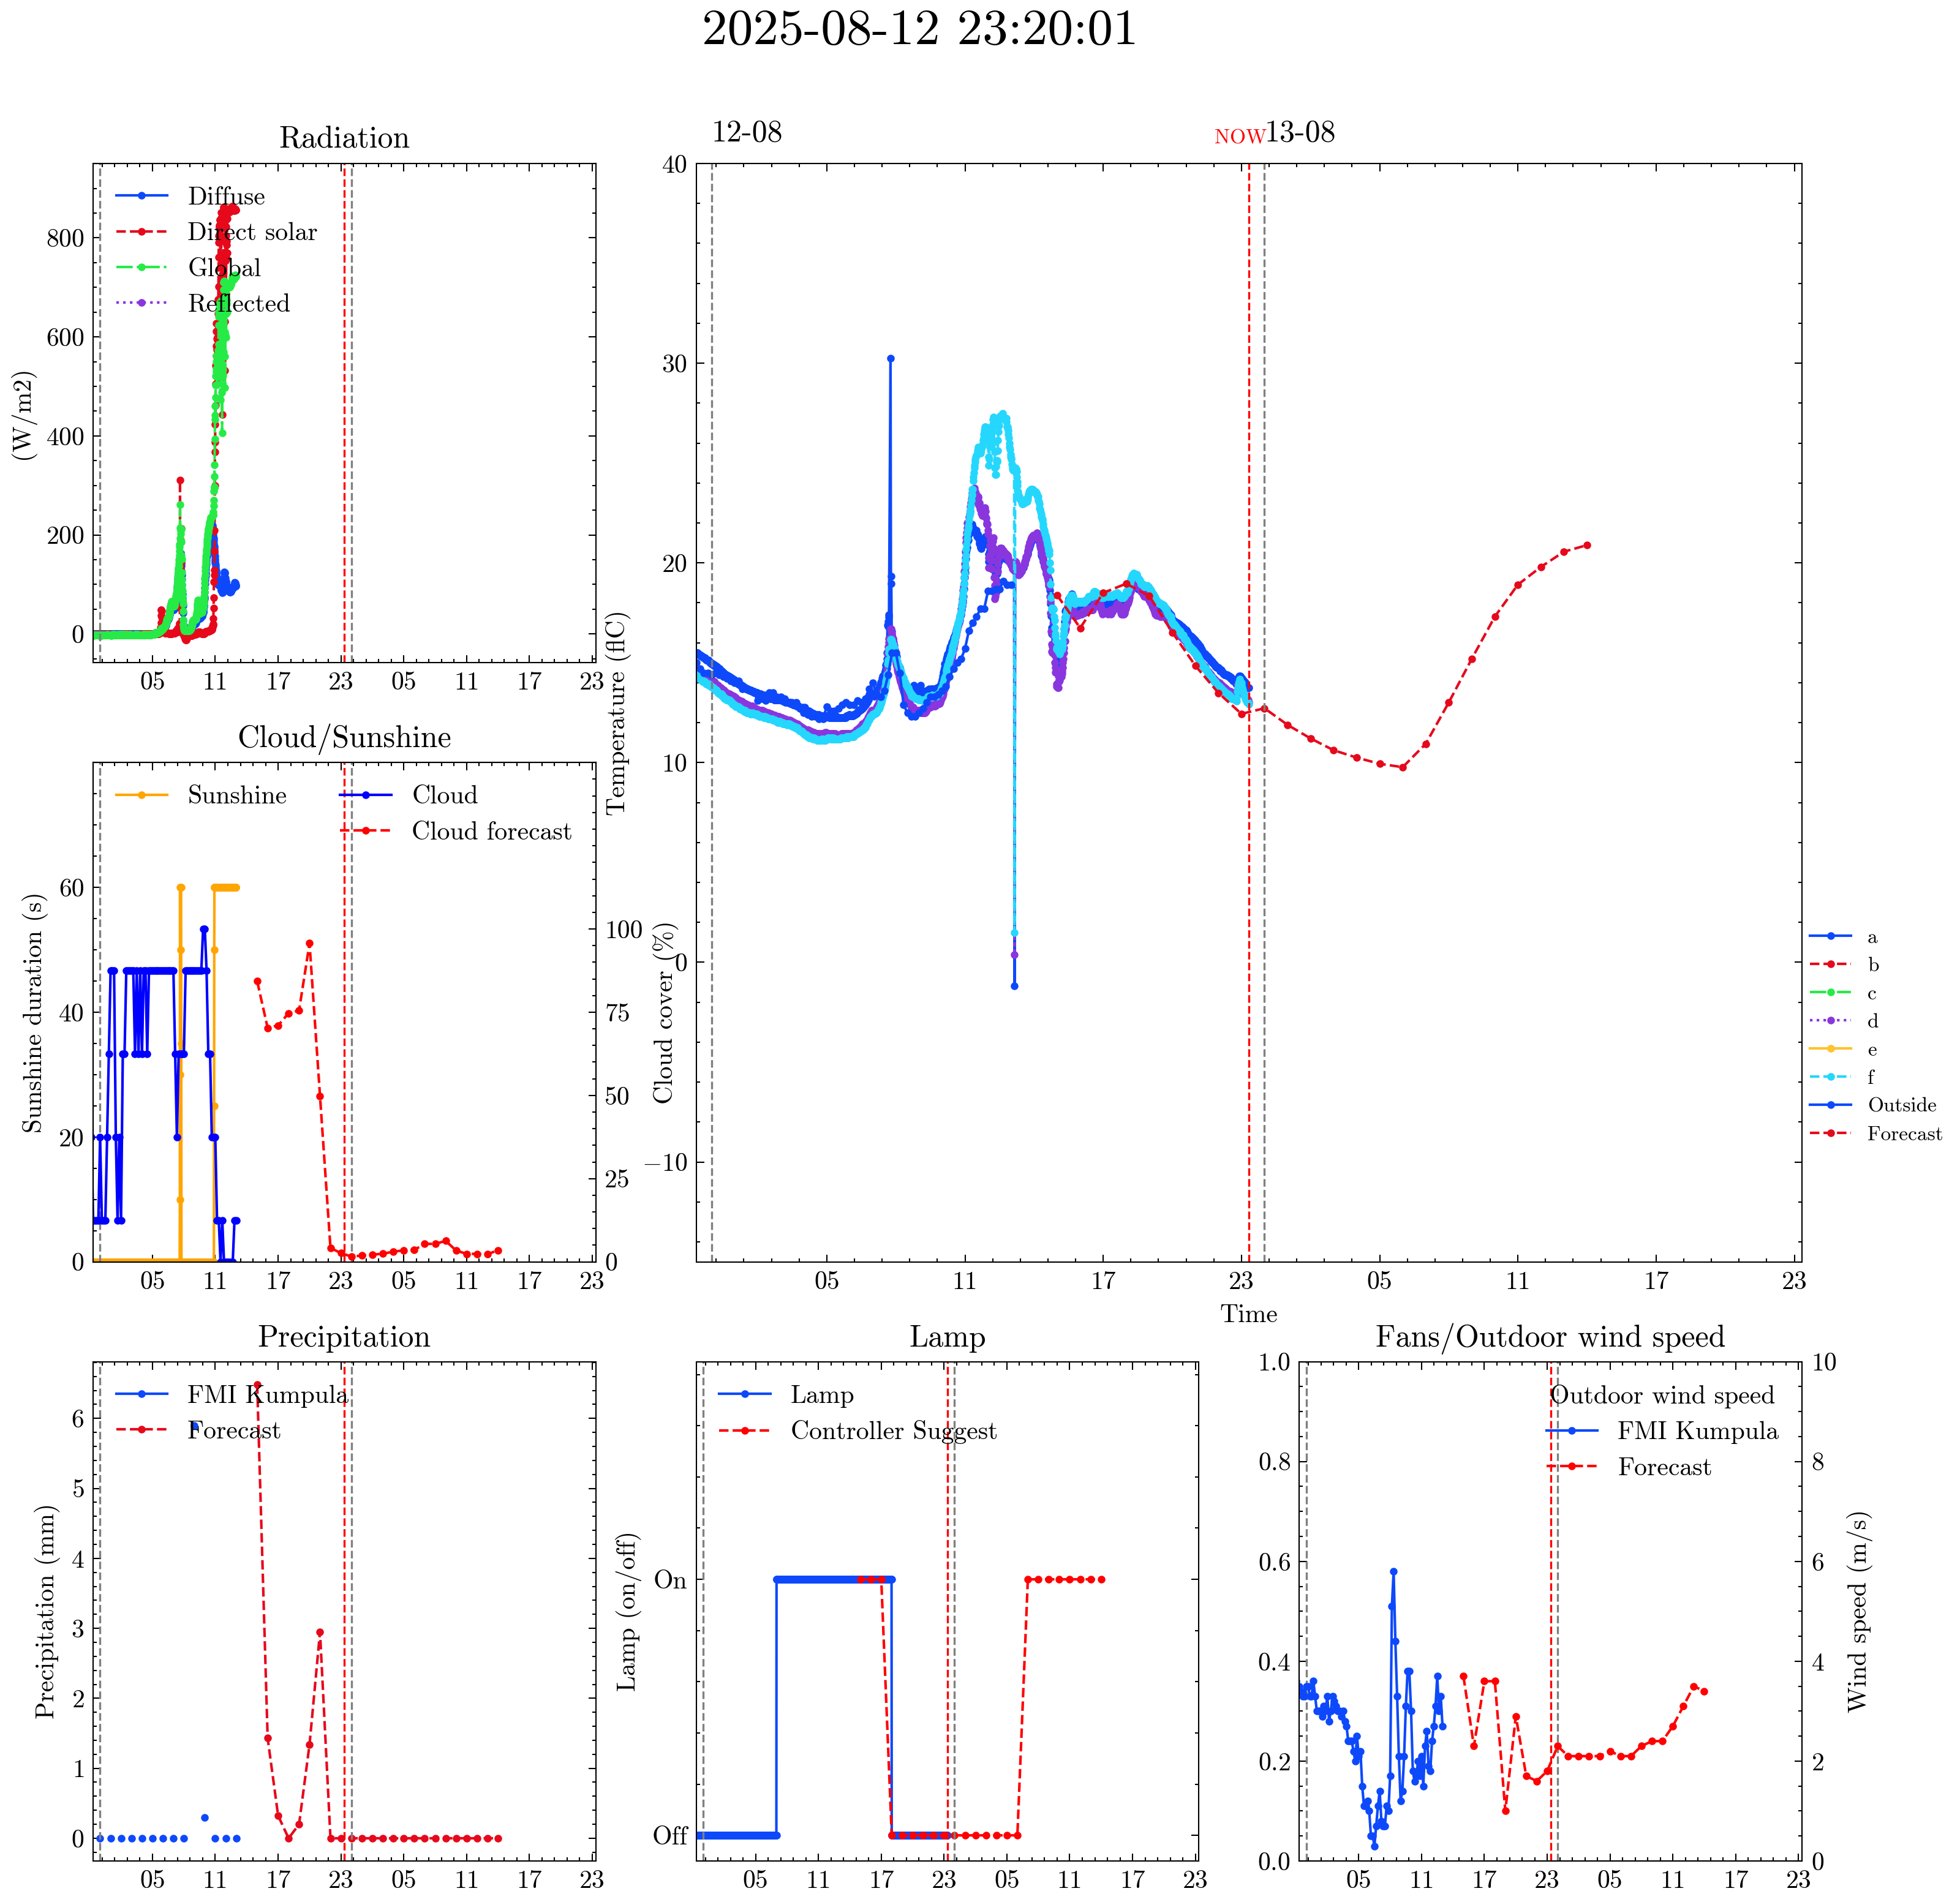 2025-08-12 23:20:01
Radiation
Diffuse
Direct solar
Global
Reflected
(W/m2)
800
600
400
200
0
05 11 17 23 05 11 17 23
12-08
NOW
13-08
Temperature (flC)
40
30
20
10
0
−10
05 11 17 23 05 11 17 23
Time
a
b
c
d
e
f
Outside
Forecast
Cloud/Sunshine
Sunshine
Cloud
Cloud forecast
Sunshine duration (s)
60
40
20
0
Cloud cover (%)
100
75
50
25
0
05 11 17 23 05 11 17 23
Precipitation
FMI Kumpula
Forecast
Precipitation (mm)
6
5
4
3
2
1
0
05 11 17 23 05 11 17 23
Lamp
Lamp
Controller Suggest
Lamp (on/off)
On
Off
05 11 17 23 05 11 17 23
Fans/Outdoor wind speed
Outdoor wind speed
FMI Kumpula
Forecast
1.0
0.8
0.6
0.4
0.2
0.0
Wind speed (m/s)
10
8
6
4
2
0
05 11 17 23 05 11 17 23